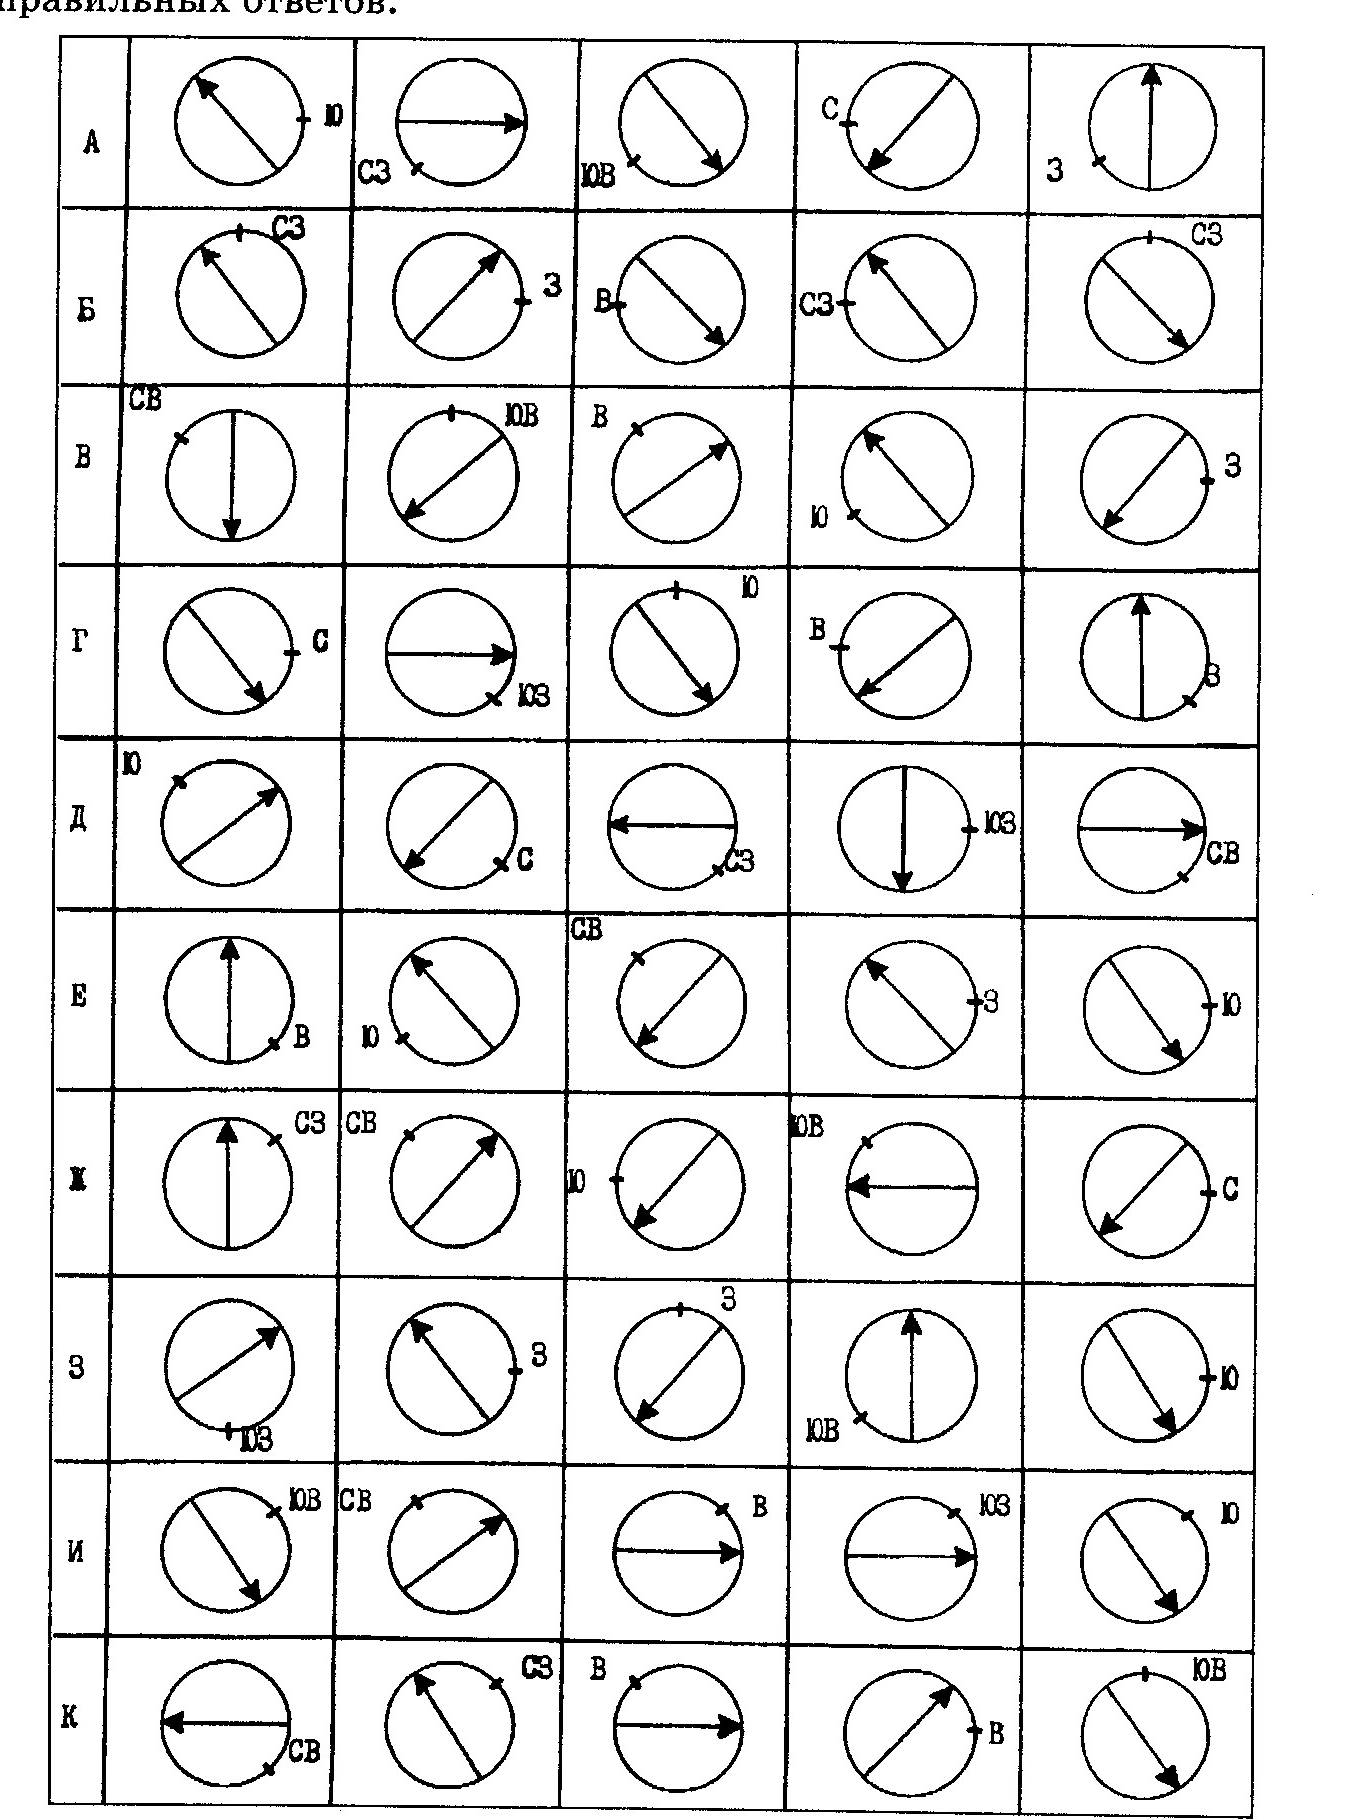 правильных ответов.
А Ю СЗ ЮВ С З
Б СЗ З В СЗ СЗ
В СВ ЮВ В Ю З
Г С ЮЗ Ю В В
Д Ю С СЗ ЮЗ СВ
Е В Ю СВ З Ю
Ж СЗ СВ Ю ЮВ С
З ЮЗ З З ЮВ Ю
И ЮВ СВ В ЮЗ Ю
К СВ СЗ В В ЮВ